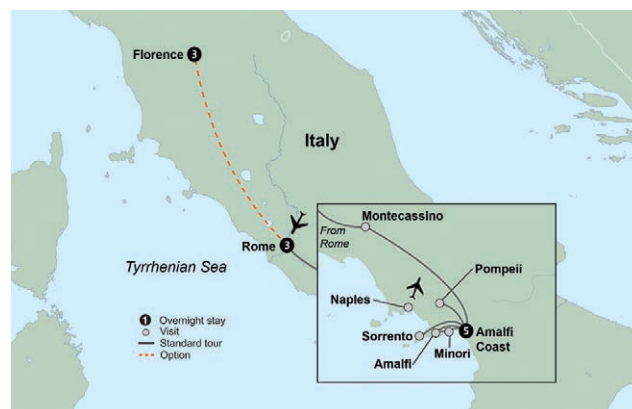 Florence 3
Italy
Montecassino
From
Rome
Rome 3
Tyrrhenian Sea
Pompeii
Naples
1 Overnight stay
Visit
Standard tour
Option
Sorrento
5 Amalfi
Coast
Minori
Amalfi